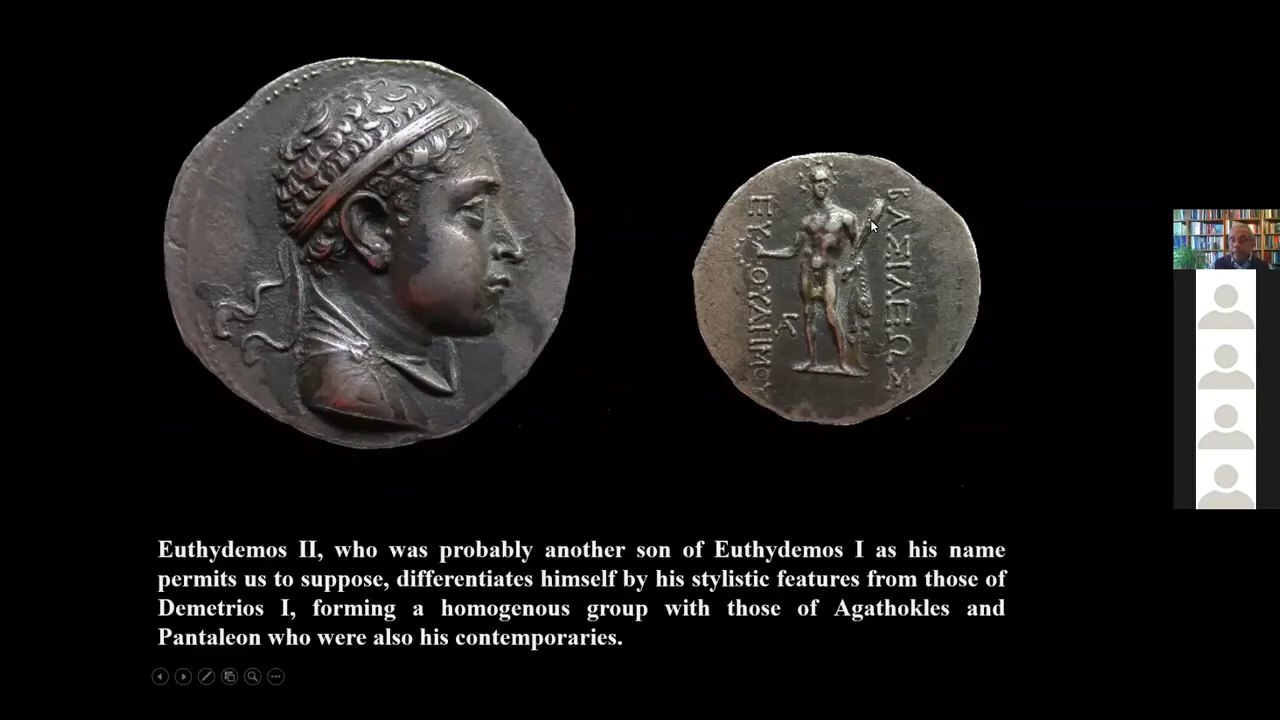 ΒΑΣΙΛΕΩΣ
ΕΥΘΥΔΗΜΟΥ
Euthydemos II, who was probably another son of Euthydemos I as his name
permits us to suppose, differentiates himself by his stylistic features from those of
Demetrios I, forming a homogenous group with those of Agathokles and
Pantaleon who were also his contemporaries.